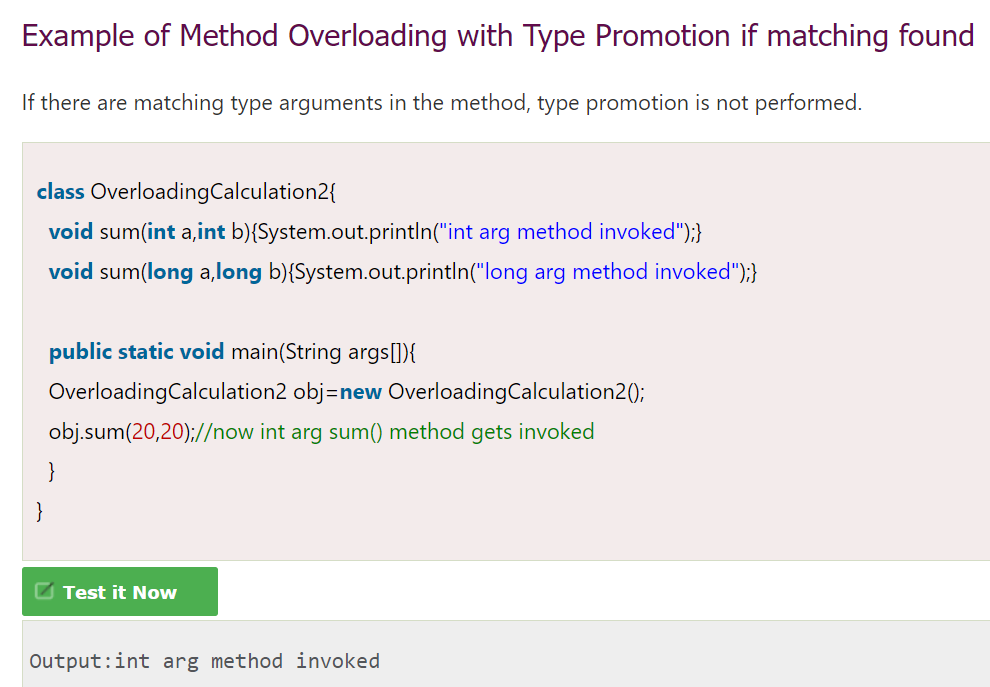 Example of Method Overloading with Type Promotion if matching found
If there are matching type arguments in the method, type promotion is not performed.
class OverloadingCalculation2{
void sum(int a,int b){System.out.println("int arg method invoked");}
void sum(long a,long b){System.out.println("long arg method invoked");}
public static void main(String args[]){
OverloadingCalculation2 obj=new OverloadingCalculation2();
obj.sum(20,20);//now int arg sum() method gets invoked
}
}
Test it Now
Output:int arg method invoked